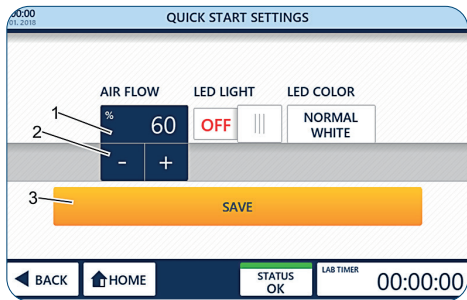 00:00
01. 2018
QUICK START SETTINGS
AIR FLOW
LED LIGHT
LED COLOR
1
%
60
OFF
NORMAL
WHITE
2
-
+
3
SAVE
BACK
HOME
STATUS
OK
LAB TIMER
00:00:00